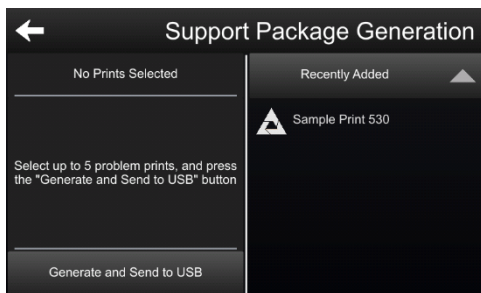 Support Package Generation
No Prints Selected
Select up to 5 problem prints, and press
the "Generate and Send to USB" button
Generate and Send to USB
Recently Added
Sample Print 530